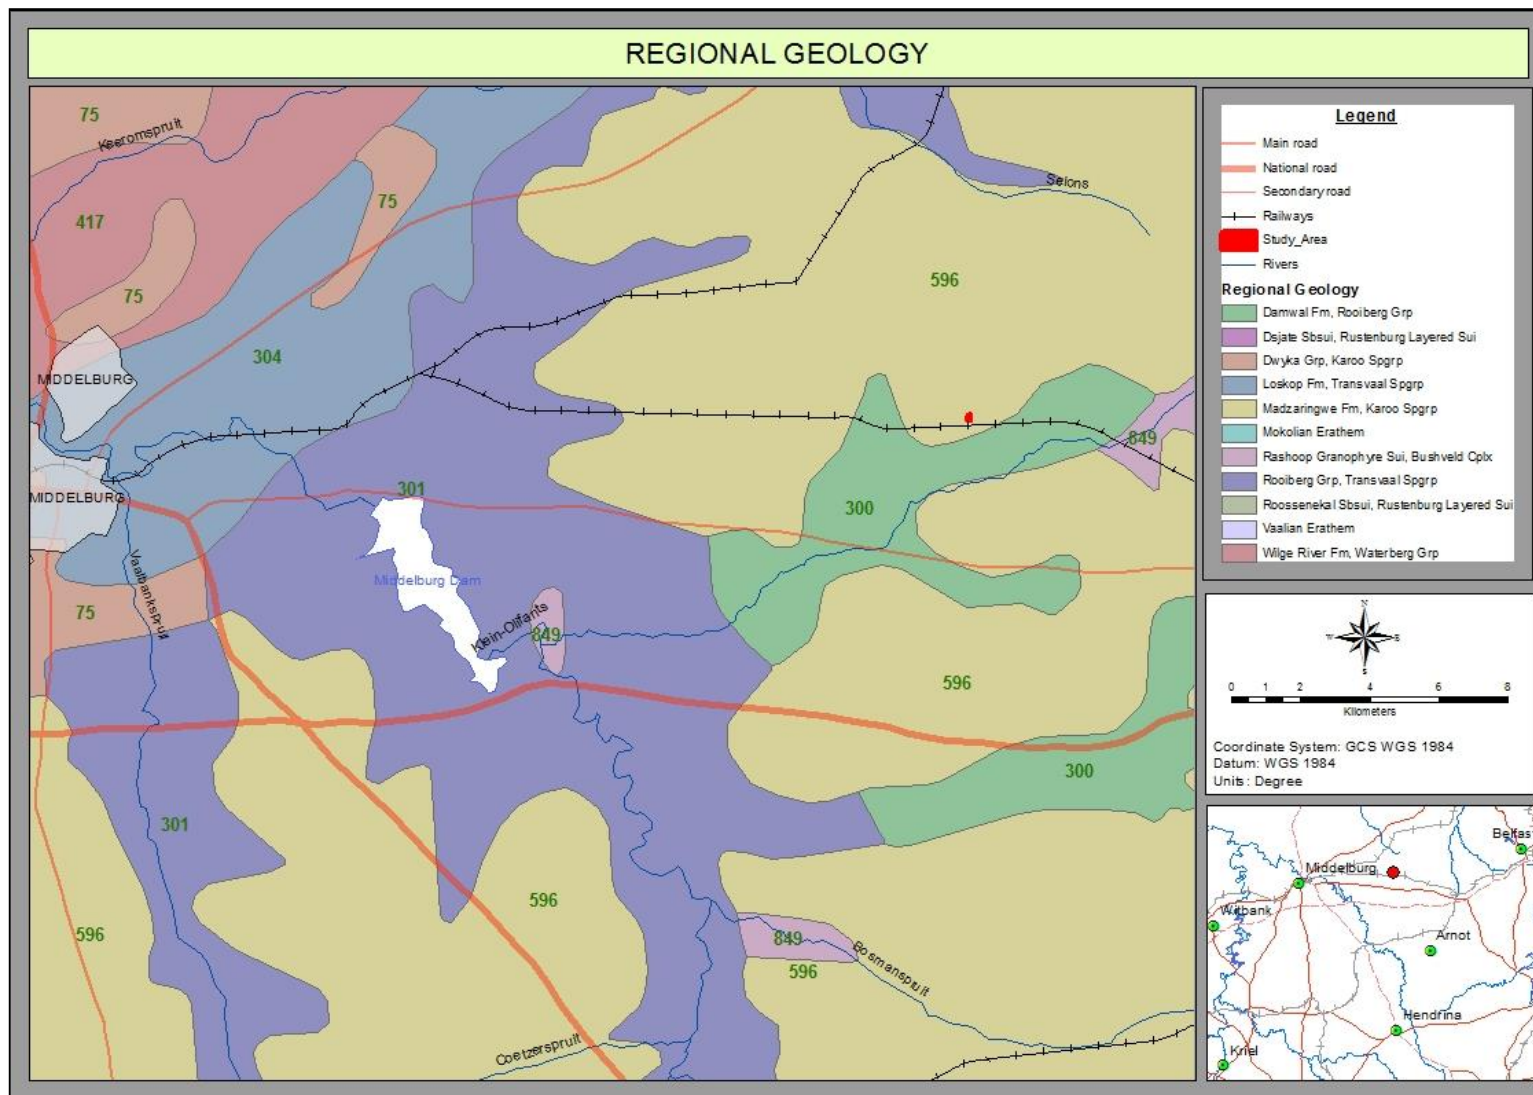 REGIONAL GEOLOGY
75
Keeromspruit
417
75
75
304
Selons
596
MIDDELBURG
MIDDELBURG
301
849
300
Middelburg Dam
Klein-Olifants
849
Vaalbankspruit
75
596
300
301
596
596
849
596
Bosmanspruit
Coetzerspruit
Legend
Main road
National road
Secondary road
Railways
Study_Area
Rivers
Regional Geology
Damwal Fm, Rooiberg Grp
Dsjate Sbsui, Rustenburg Layered Sui
Dwyka Grp, Karoo Spgrp
Loskop Fm, Transvaal Spgrp
Madzaringwe Fm, Karoo Spgrp
Mokolian Erathem
Rashoop Granophyre Sui, Bushveld Cplx
Rooiberg Grp, Transvaal Spgrp
Roossenekal Sbsui, Rustenburg Layered Sui
Vaalian Erathem
Wilge River Fm, Waterberg Grp
N
W E
S
0 1 2 4 6 8
Kilometers
Coordinate System: GCS WGS 1984
Datum: WGS 1984
Units: Degree
Belfas
Middelburg
Witbank
Arnot
Hendrina
Kriel